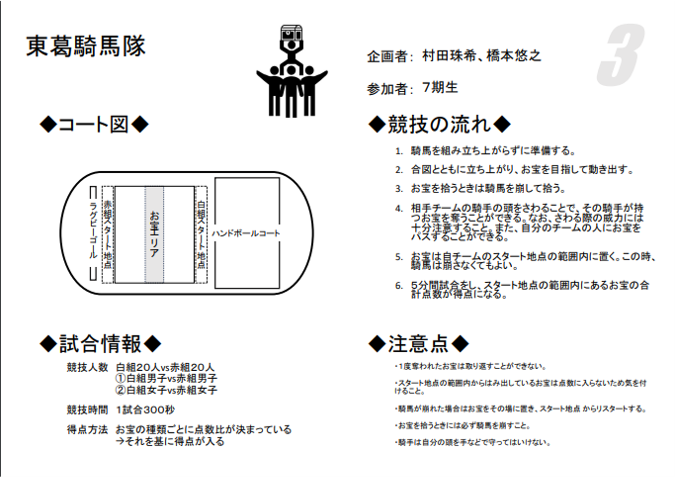 東葛騎馬隊
企画者： 村田珠希、橋本悠之
参加者： 7期生
3
◆コート図◆
ラグビーゴール
赤組スタート地点
お宝エリア
白組スタート地点
ハンドボールコート
◆競技の流れ◆
1. 騎馬を組み立ち上がらずに準備する。
2. 合図とともに立ち上がり、お宝を目指して動き出す。
3. お宝を拾うときは騎馬を崩して拾う。
4. 相手チームの騎手の頭をさわることで、その騎手が持
つお宝を奪うことができる。なお、さわる際の威力には
十分注意すること。また、自分のチームの人にお宝を
パスすることができる。
5. お宝は自チームのスタート地点の範囲内に置く。この時、
騎馬は崩さなくてもよい。
6. 5分間試合をし、スタート地点の範囲内にあるお宝の合
計点数が得点になる。
◆試合情報◆
競技人数 白組20人vs赤組20人
①白組男子vs赤組男子
②白組女子vs赤組女子
競技時間 1試合300秒
得点方法 お宝の種類ごとに点数比が決まっている
→それを基に得点が入る
◆注意点◆
・1度奪われたお宝は取り返すことができない。
・スタート地点の範囲内からはみ出しているお宝は点数に入らないため気を付
けること。
・騎馬が崩れた場合はお宝をその場に置き、スタート地点 からリスタートする。
・お宝を拾うときには必ず騎馬を崩すこと。
・騎手は自分の頭を手などで守ってはいけない。